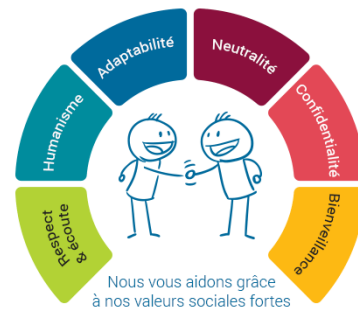 Respect
& écoute
Humanisme
Adaptabilité
Neutralité
Confidentialité
Bienveillance
Nous vous aidons grâce
à nos valeurs sociales fortes